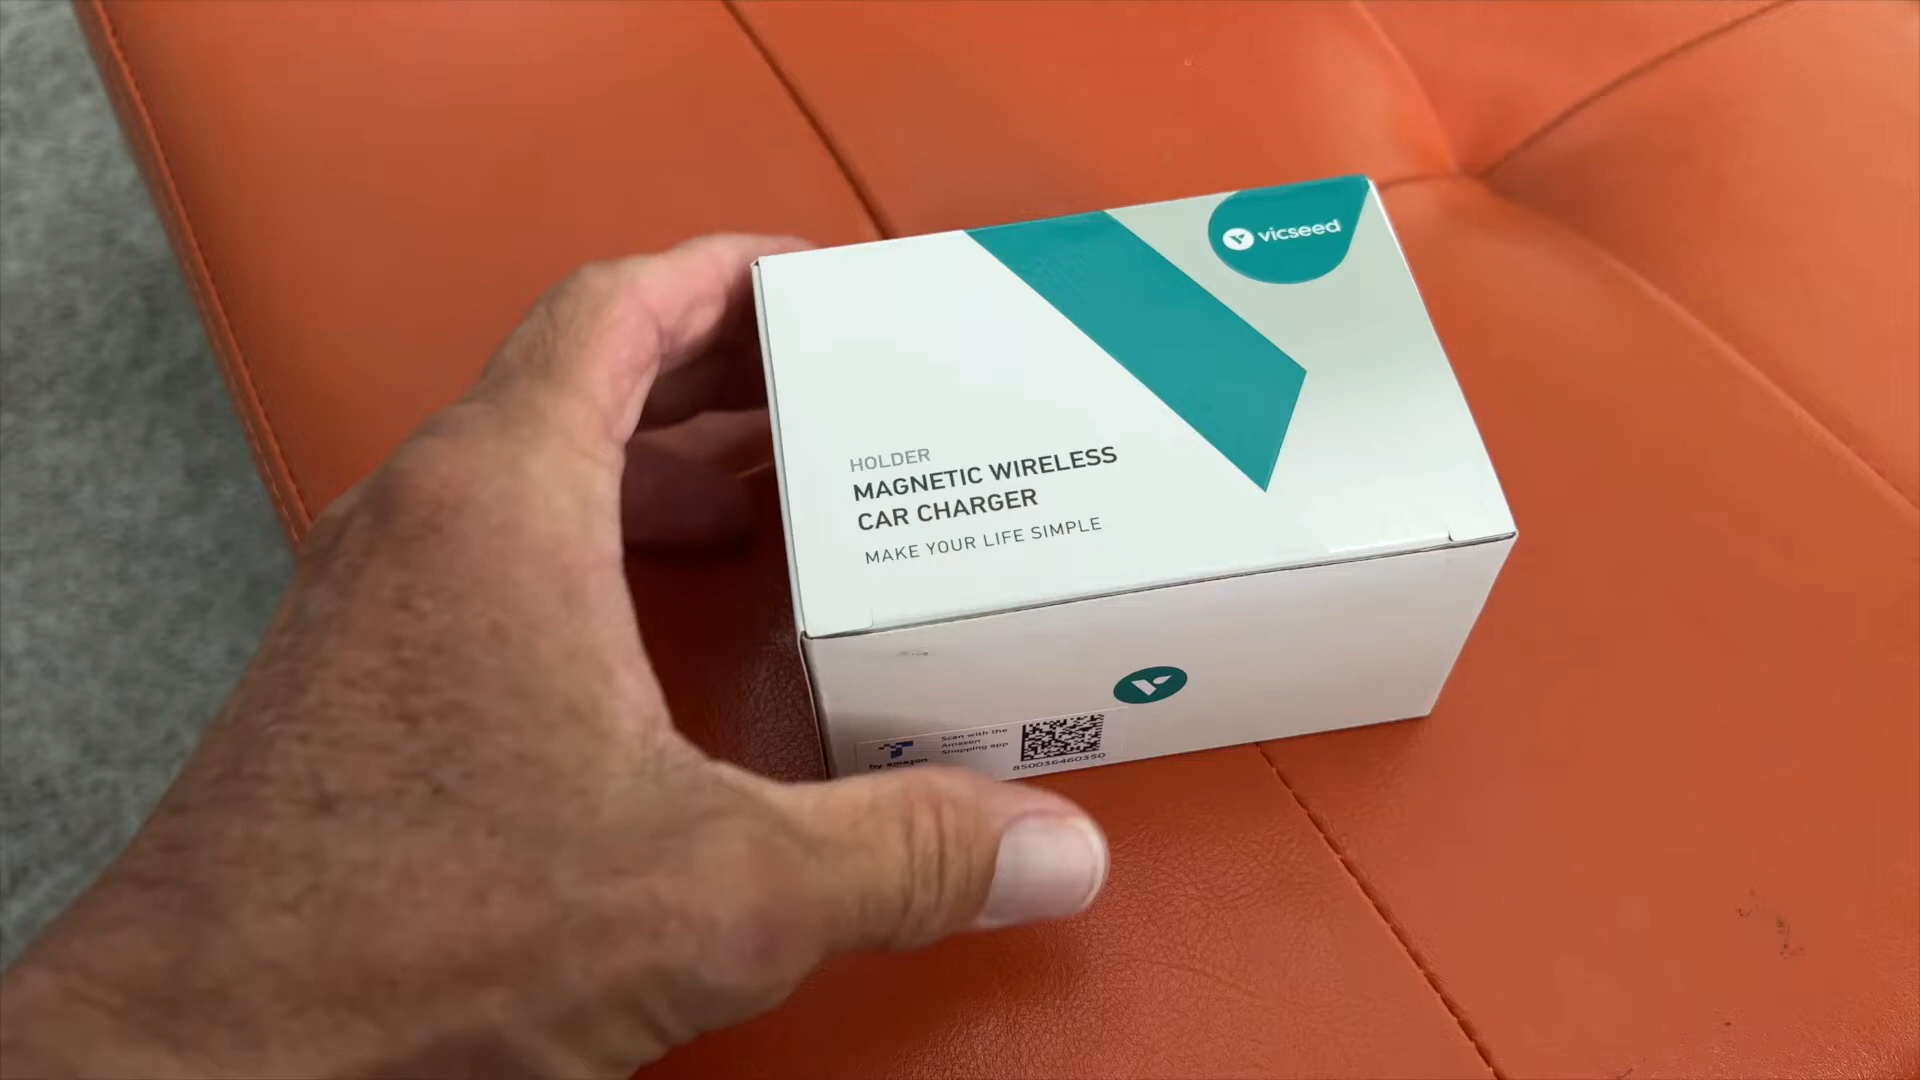 vicseed
HOLDER
MAGNETIC WIRELESS
CAR CHARGER
MAKE YOUR LIFE SIMPLE
Scan with the
Amazon
Shopping app
by amazon
850036460350